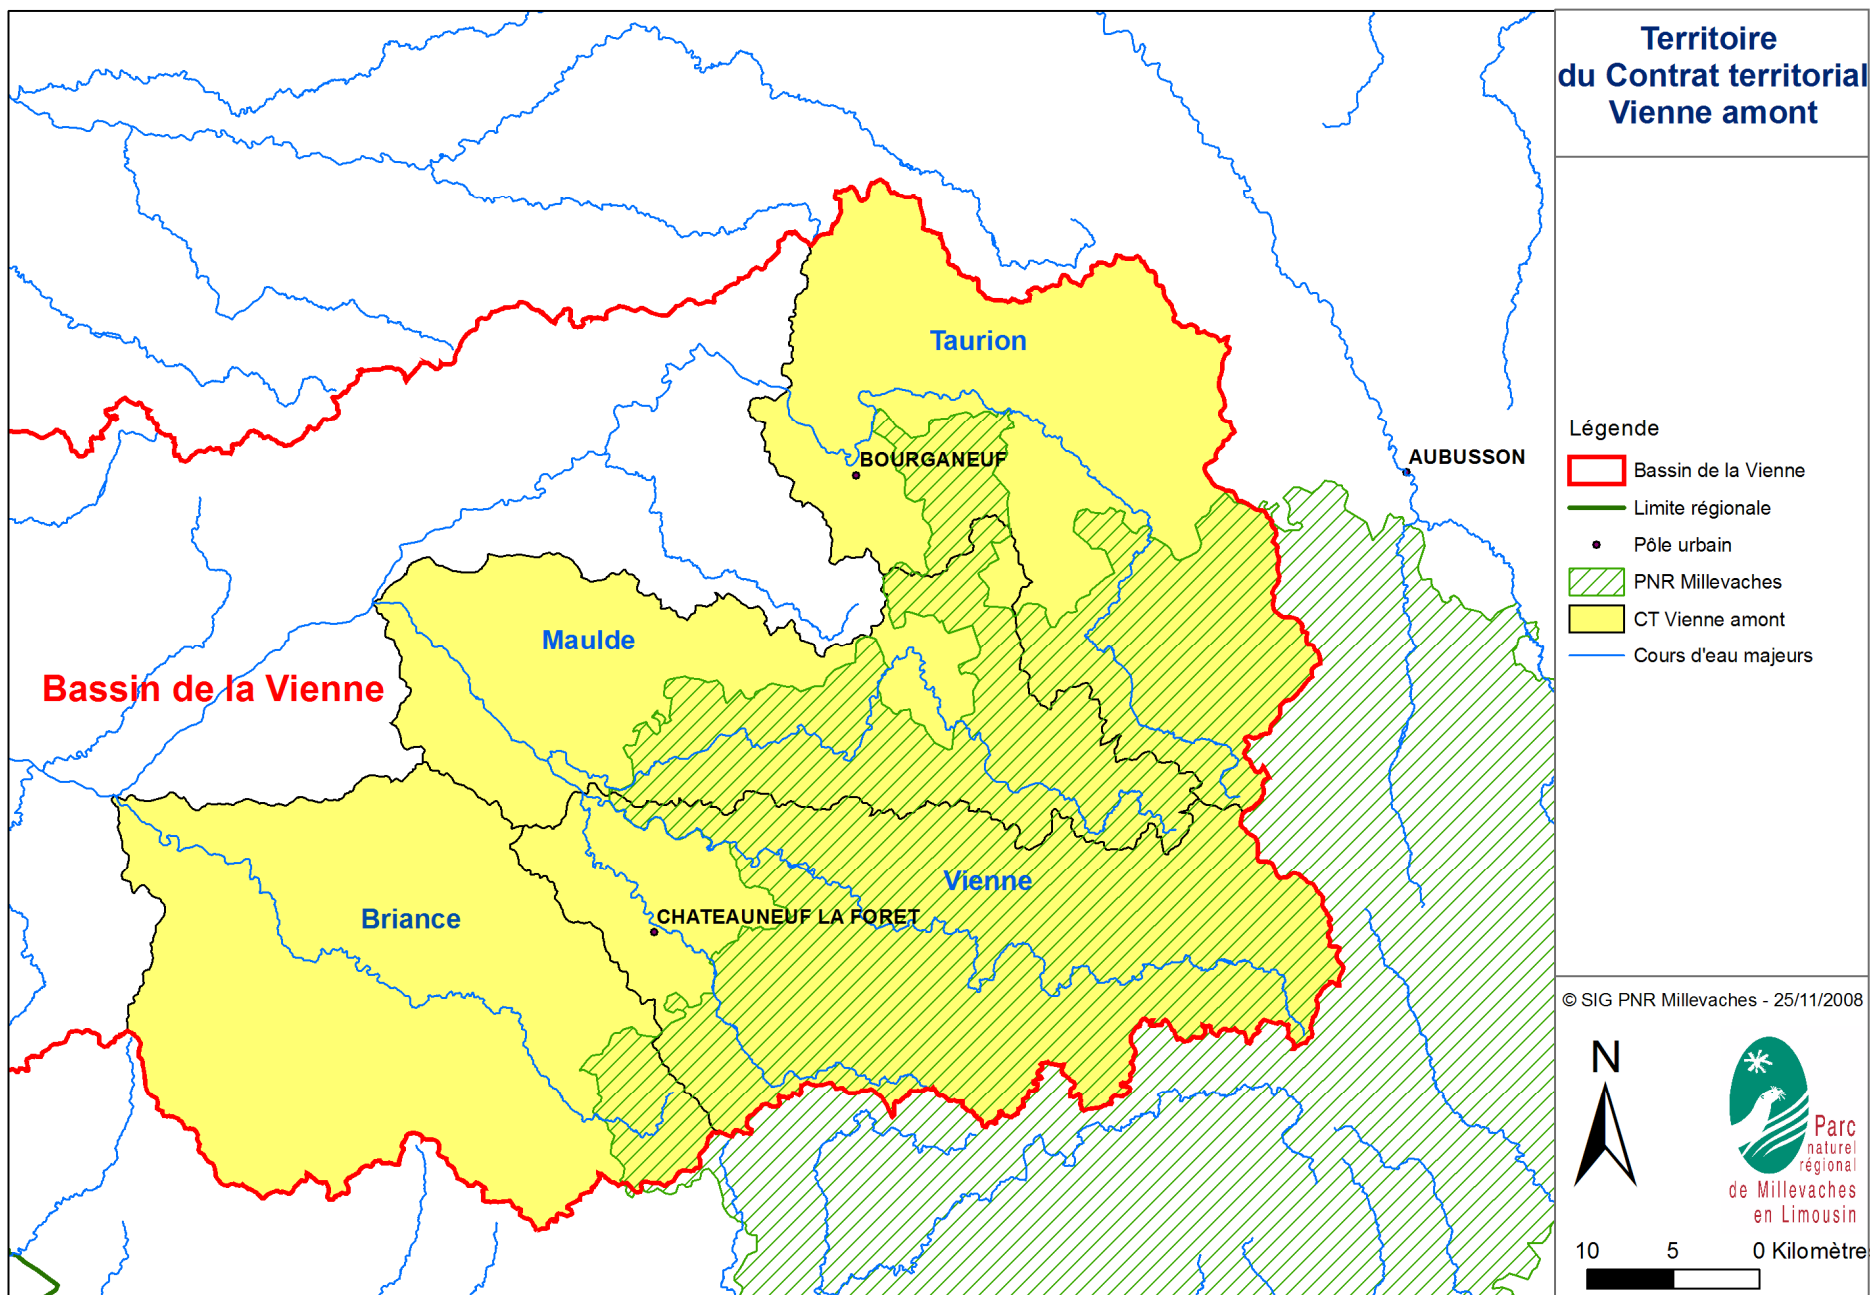 Territoire
du Contrat territorial
Vienne amont
Taurion
BOURGANEUF
AUBUSSON
Maulde
Bassin de la Vienne
Vienne
Briance
CHATEAUNEUF LA FORET
Légende
Bassin de la Vienne
Limite régionale
Pôle urbain
PNR Millevaches
CT Vienne amont
Cours d'eau majeurs
© SIG PNR Millevaches - 25/11/2008
N
Parc
naturel
régional
de Millevaches
en Limousin
10 5 0 Kilomètre